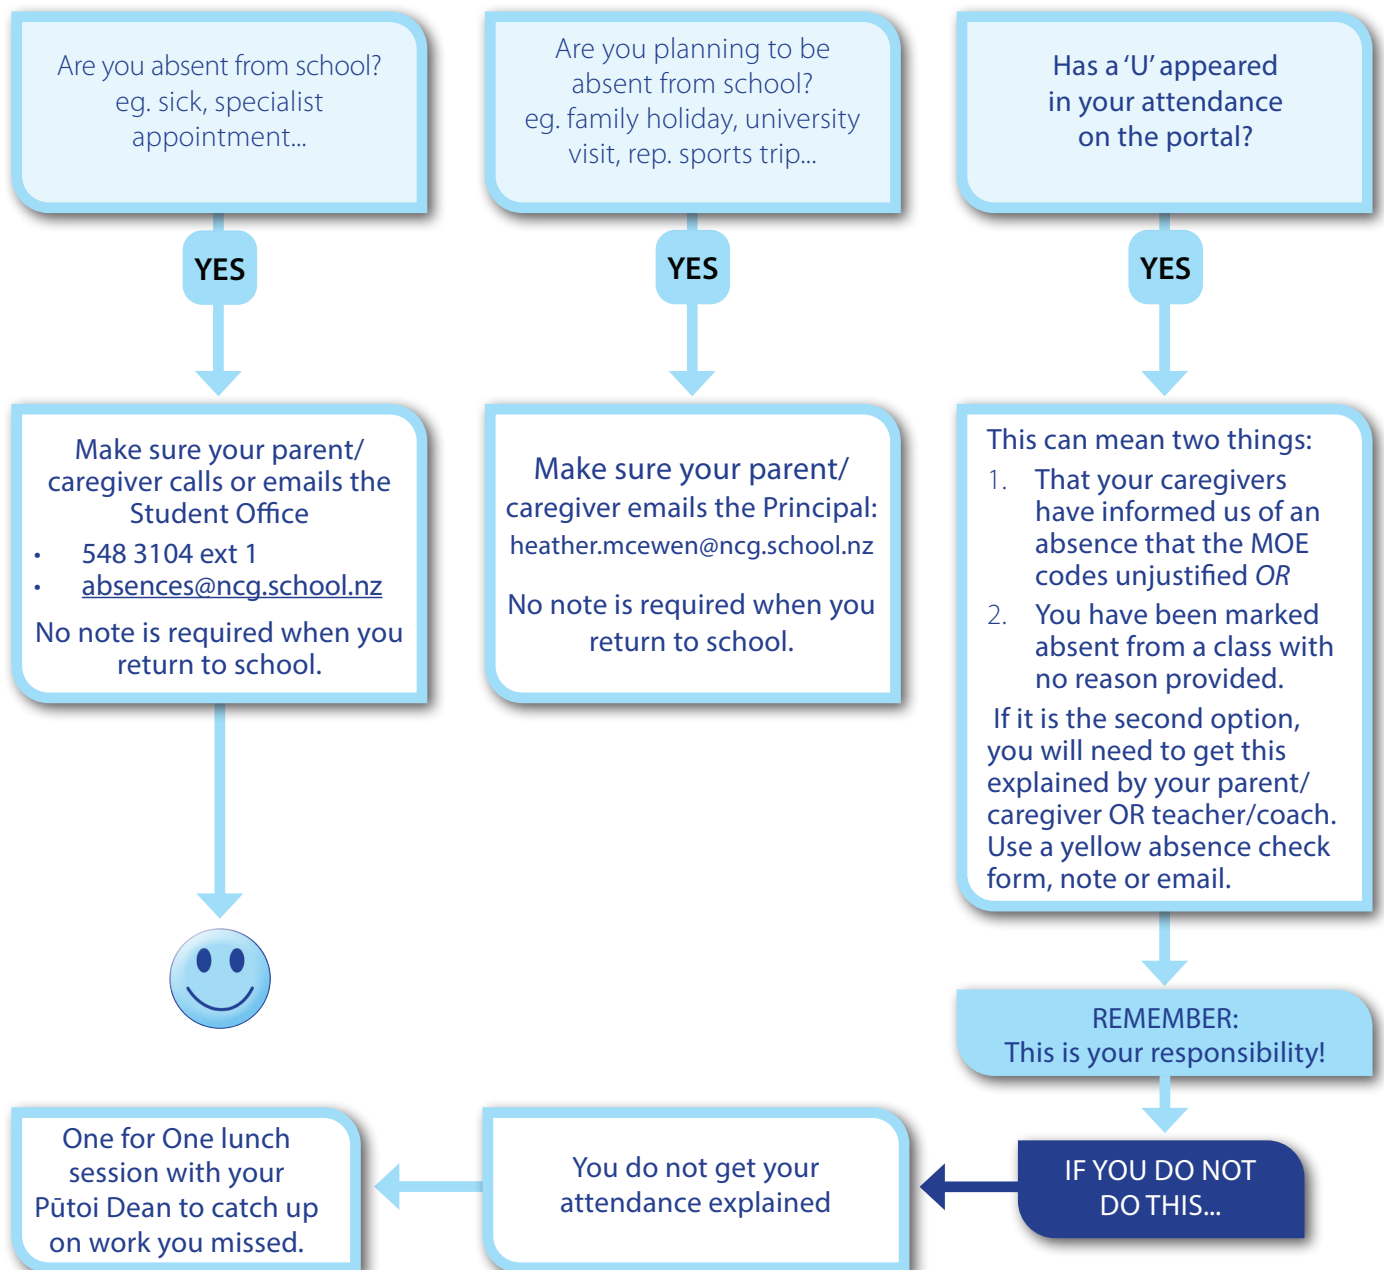 Are you absent from school?
eg. sick, specialist
appointment...
YES
Make sure your parent/
caregiver calls or emails the
Student Office
• 548 3104 ext 1
• absences@ncg.school.nz
No note is required when you
return to school.
Are you planning to be
absent from school?
eg. family holiday, university
visit, rep. sports trip...
YES
Make sure your parent/
caregiver emails the Principal:
heather.mcewen@ncg.school.nz
No note is required when you
return to school.
Has a ‘U’ appeared
in your attendance
on the portal?
YES
This can mean two things:
1. That your caregivers
have informed us of an
absence that the MOE
codes unjustified OR
2. You have been marked
absent from a class with
no reason provided.
If it is the second option,
you will need to get this
explained by your parent/
caregiver OR teacher/coach.
Use a yellow absence check
form, note or email.
REMEMBER:
This is your responsibility!
IF YOU DO NOT
DO THIS...
You do not get your
attendance explained
One for One lunch
session with your
Pūtoi Dean to catch up
on work you missed.